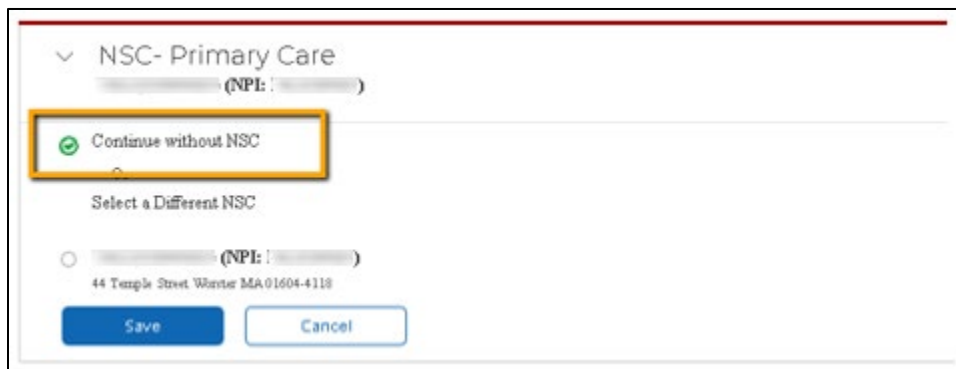 NSC- Primary Care
(NPI: )
Continue without NSC
Select a Different NSC
(NPI: )
44 Temple Street Worster MA 01604-4118
Save Cancel